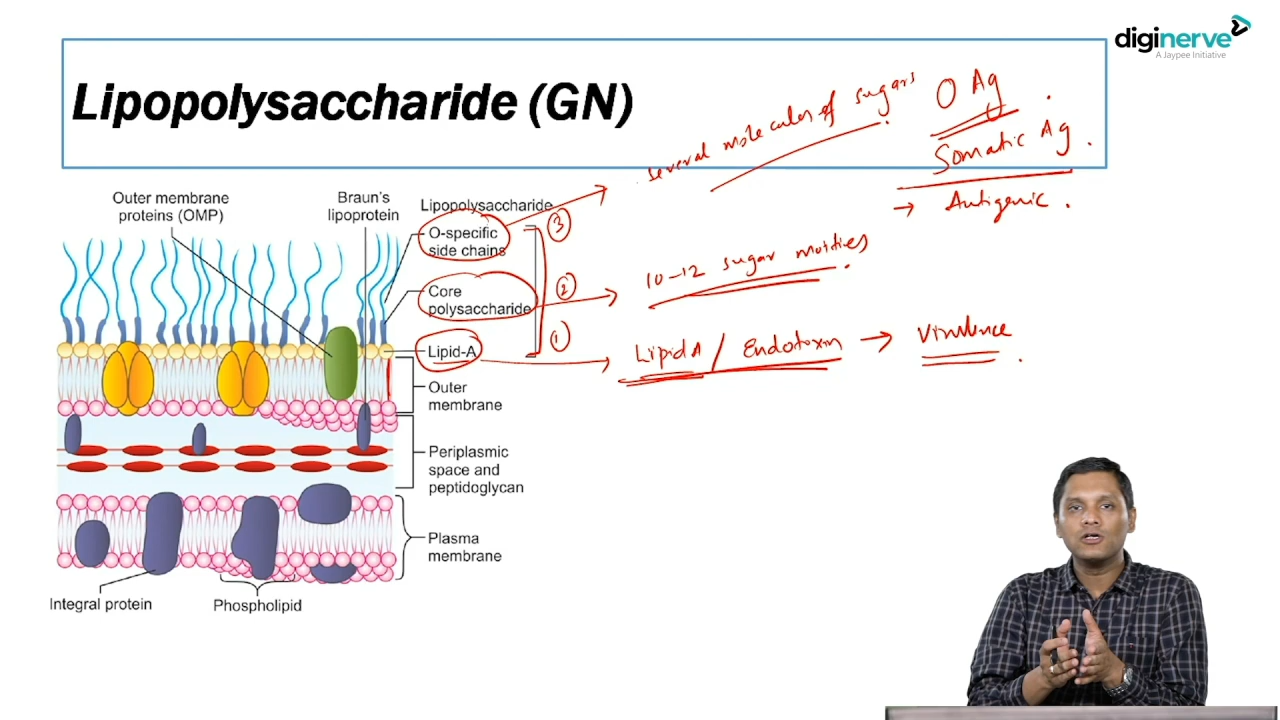 diginerve
A Jaypee Initiative
Lipopolysaccharide (GN)
several molecules of sugars
O Ag
Somatic Ag.
→ Antigenic.
Outer membrane
proteins (OMP)
Braun's
lipoprotein
Lipopolysaccharide
O-specific
side chains
3
Core
polysaccharide
2
10-12 sugar
Lipid-A
1
Lipid A / Endotoxin → Virulence
Outer
membrane
Periplasmic
space and
peptidoglycan
Plasma
membrane
Integral protein
Phospholipid